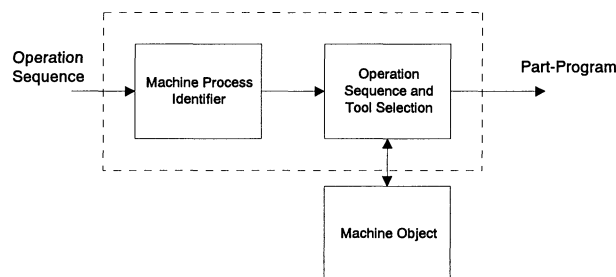 Operation
Sequence
Machine Process
Identifier
Operation
Sequence and
Tool Selection
Part-Program
Machine Object